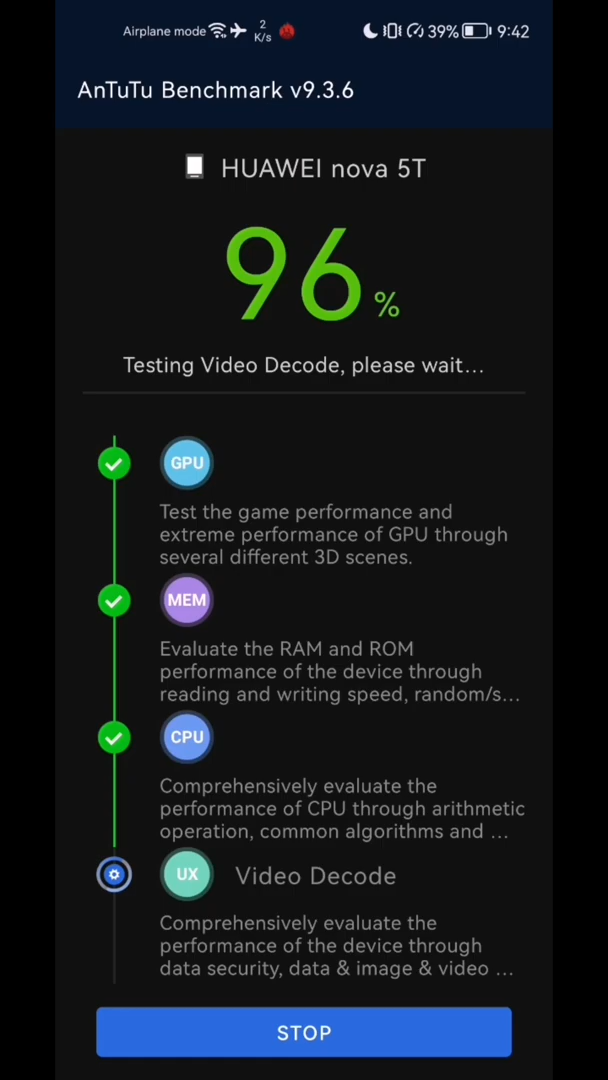 Airplane mode 2 K/s 39% 9:42
AnTuTu Benchmark v9.3.6
HUAWEI nova 5T
96 %
Testing Video Decode, please wait...
GPU
Test the game performance and
extreme performance of GPU through
several different 3D scenes.
MEM
Evaluate the RAM and ROM
performance of the device through
reading and writing speed, random/s...
CPU
Comprehensively evaluate the
performance of CPU through arithmetic
operation, common algorithms and ...
UX Video Decode
Comprehensively evaluate the
performance of the device through
data security, data & image & video ...
STOP